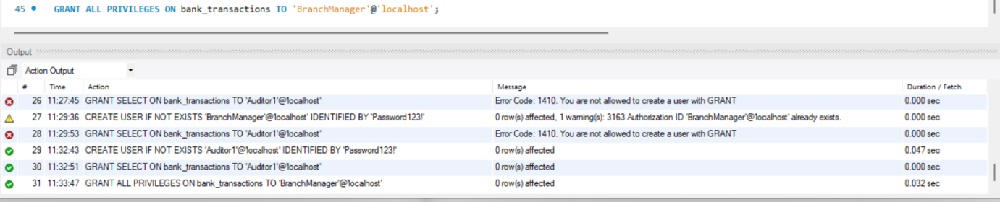 45 GRANT ALL PRIVILEGES ON bank_transactions TO 'BranchManager'@'localhost';
Output
Action Output
# Time Action Message Duration / Fetch
26 11:27:45 GRANT SELECT ON bank_transactions TO 'Auditor1'@'localhost' Error Code: 1410. You are not allowed to create a user with GRANT 0.000 sec
27 11:29:36 CREATE USER IF NOT EXISTS 'BranchManager'@'localhost' IDENTIFIED BY 'Password123!' 0 row(s) affected, 1 warning(s): 3163 Authorization ID 'BranchManager'@'localhost' already exists. 0.000 sec
28 11:29:53 GRANT SELECT ON bank_transactions TO 'Auditor1'@'localhost' Error Code: 1410. You are not allowed to create a user with GRANT 0.000 sec
29 11:32:43 CREATE USER IF NOT EXISTS 'Auditor1'@'localhost' IDENTIFIED BY 'Password123!' 0 row(s) affected 0.047 sec
30 11:32:51 GRANT SELECT ON bank_transactions TO 'Auditor1'@'localhost' 0 row(s) affected 0.000 sec
31 11:33:47 GRANT ALL PRIVILEGES ON bank_transactions TO 'BranchManager'@'localhost' 0 row(s) affected 0.032 sec